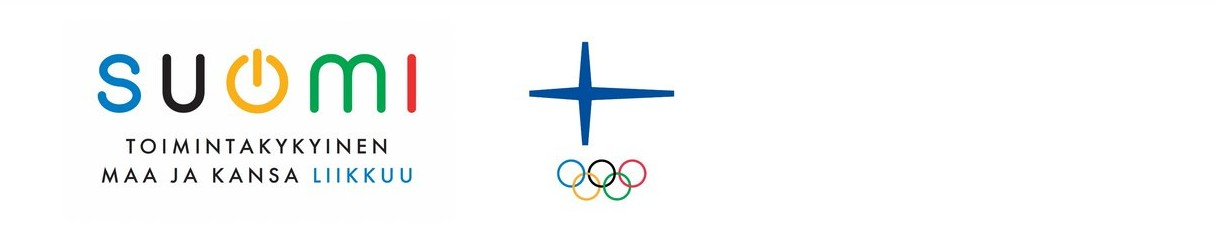 SUOMI
TOIMINTAKYKYINEN
MAA JA KANSA LIIKKUU